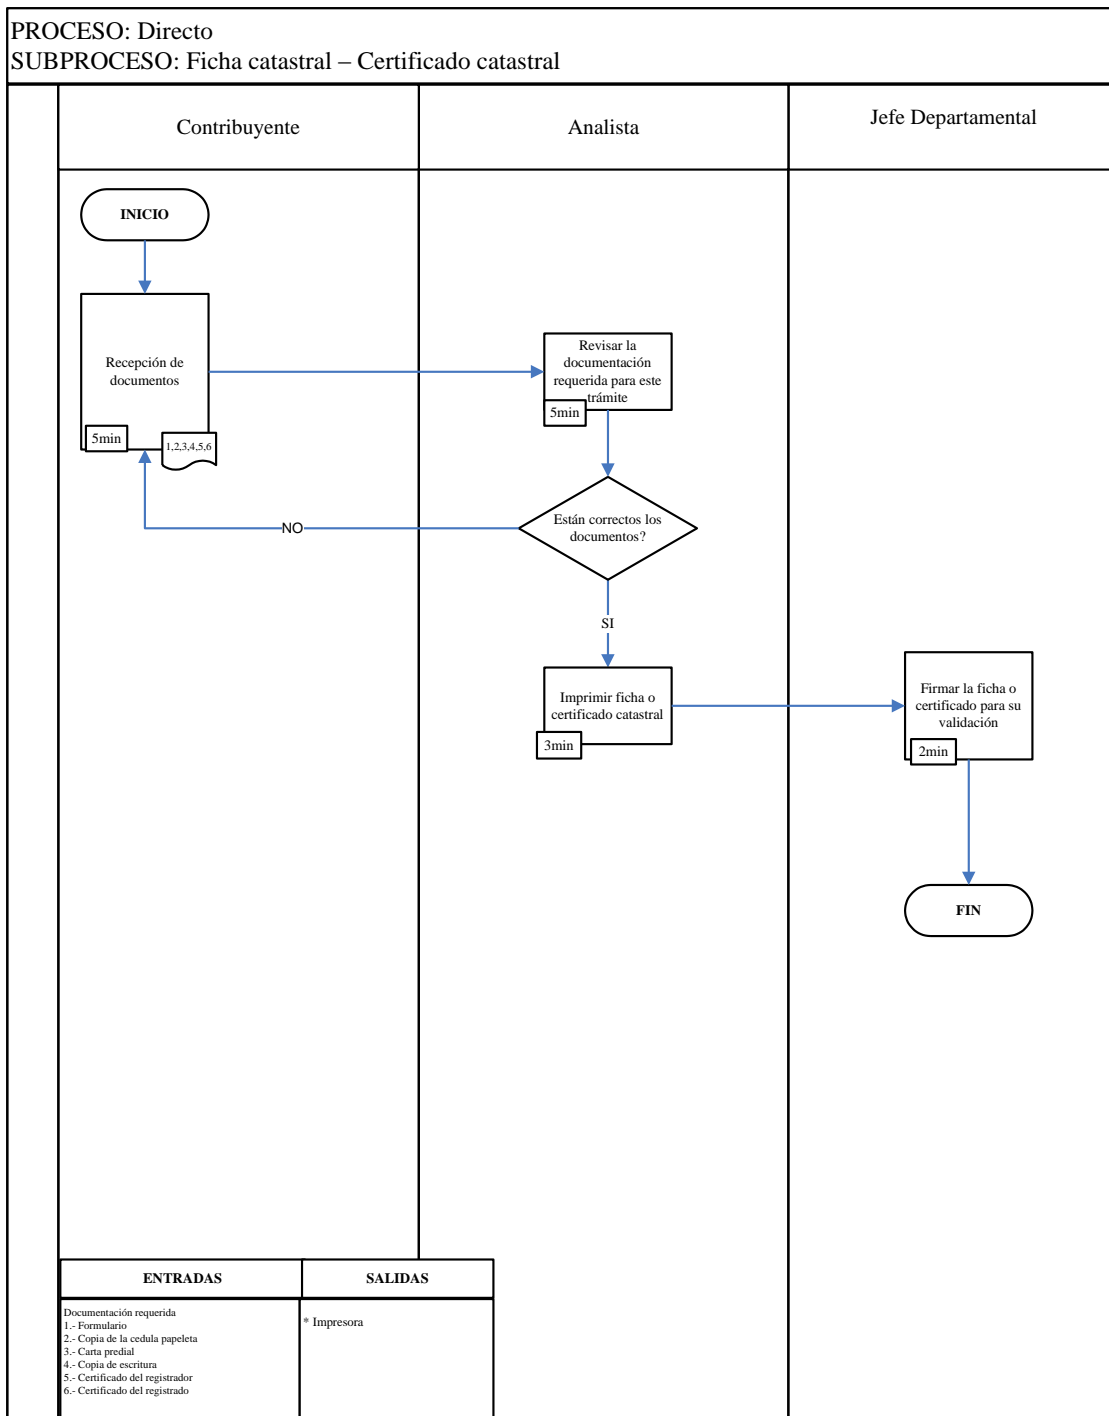 PROCESO: Directo
SUBPROCESO: Ficha catastral – Certificado catastral
Contribuyente
Analista
Jefe Departamental
INICIO
Recepción de
documentos
5min
1,2,3,4,5,6
Revisar la
documentación
requerida para este
trámite
5min
Están correctos los
documentos?
NO
SI
Imprimir ficha o
certificado catastral
3min
Firmar la ficha o
certificado para su
validación
2min
FIN
ENTRADAS
SALIDAS
Documentación requerida
1.- Formulario
2.- Copia de la cedula papeleta
3.- Carta predial
4.- Copia de escritura
5.- Certificado del registrador
6.- Certificado del registrado
* Impresora